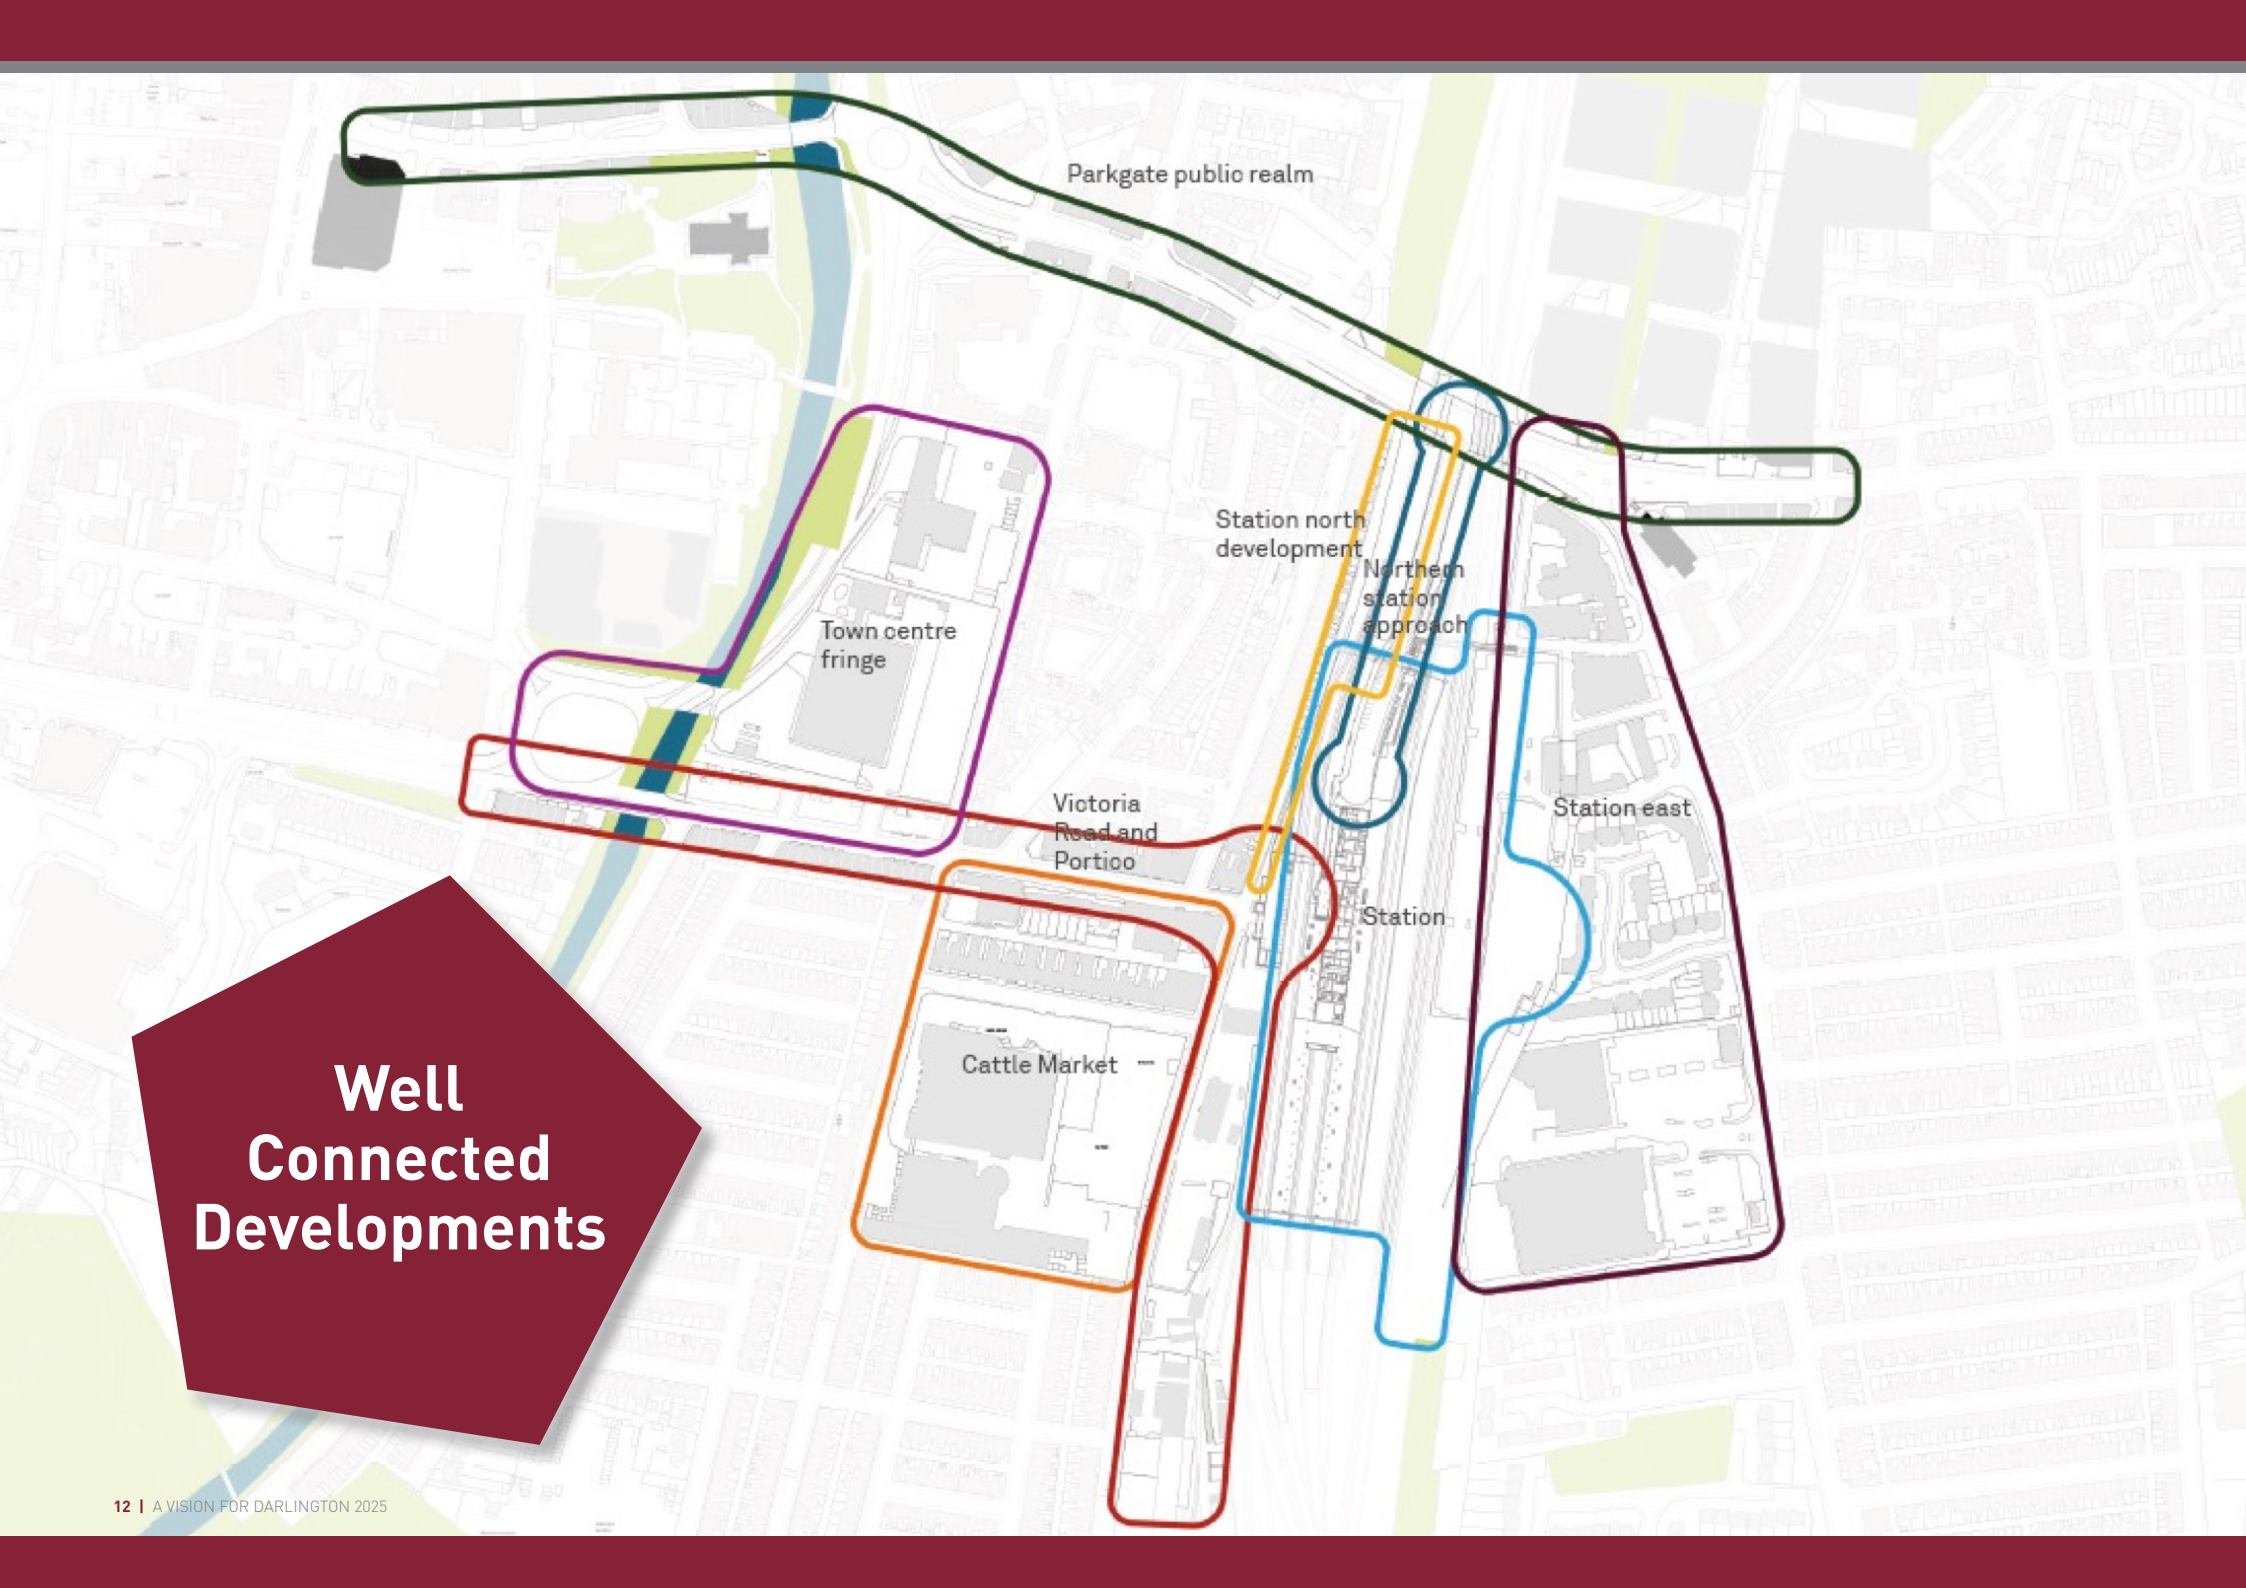 Parkgate public realm
Station north
development
Northern
station
approach
Town centre
fringe
Victoria
Road and
Portico
Station east
Station
Cattle Market
Well
Connected
Developments
12 | A VISION FOR DARLINGTON 2025